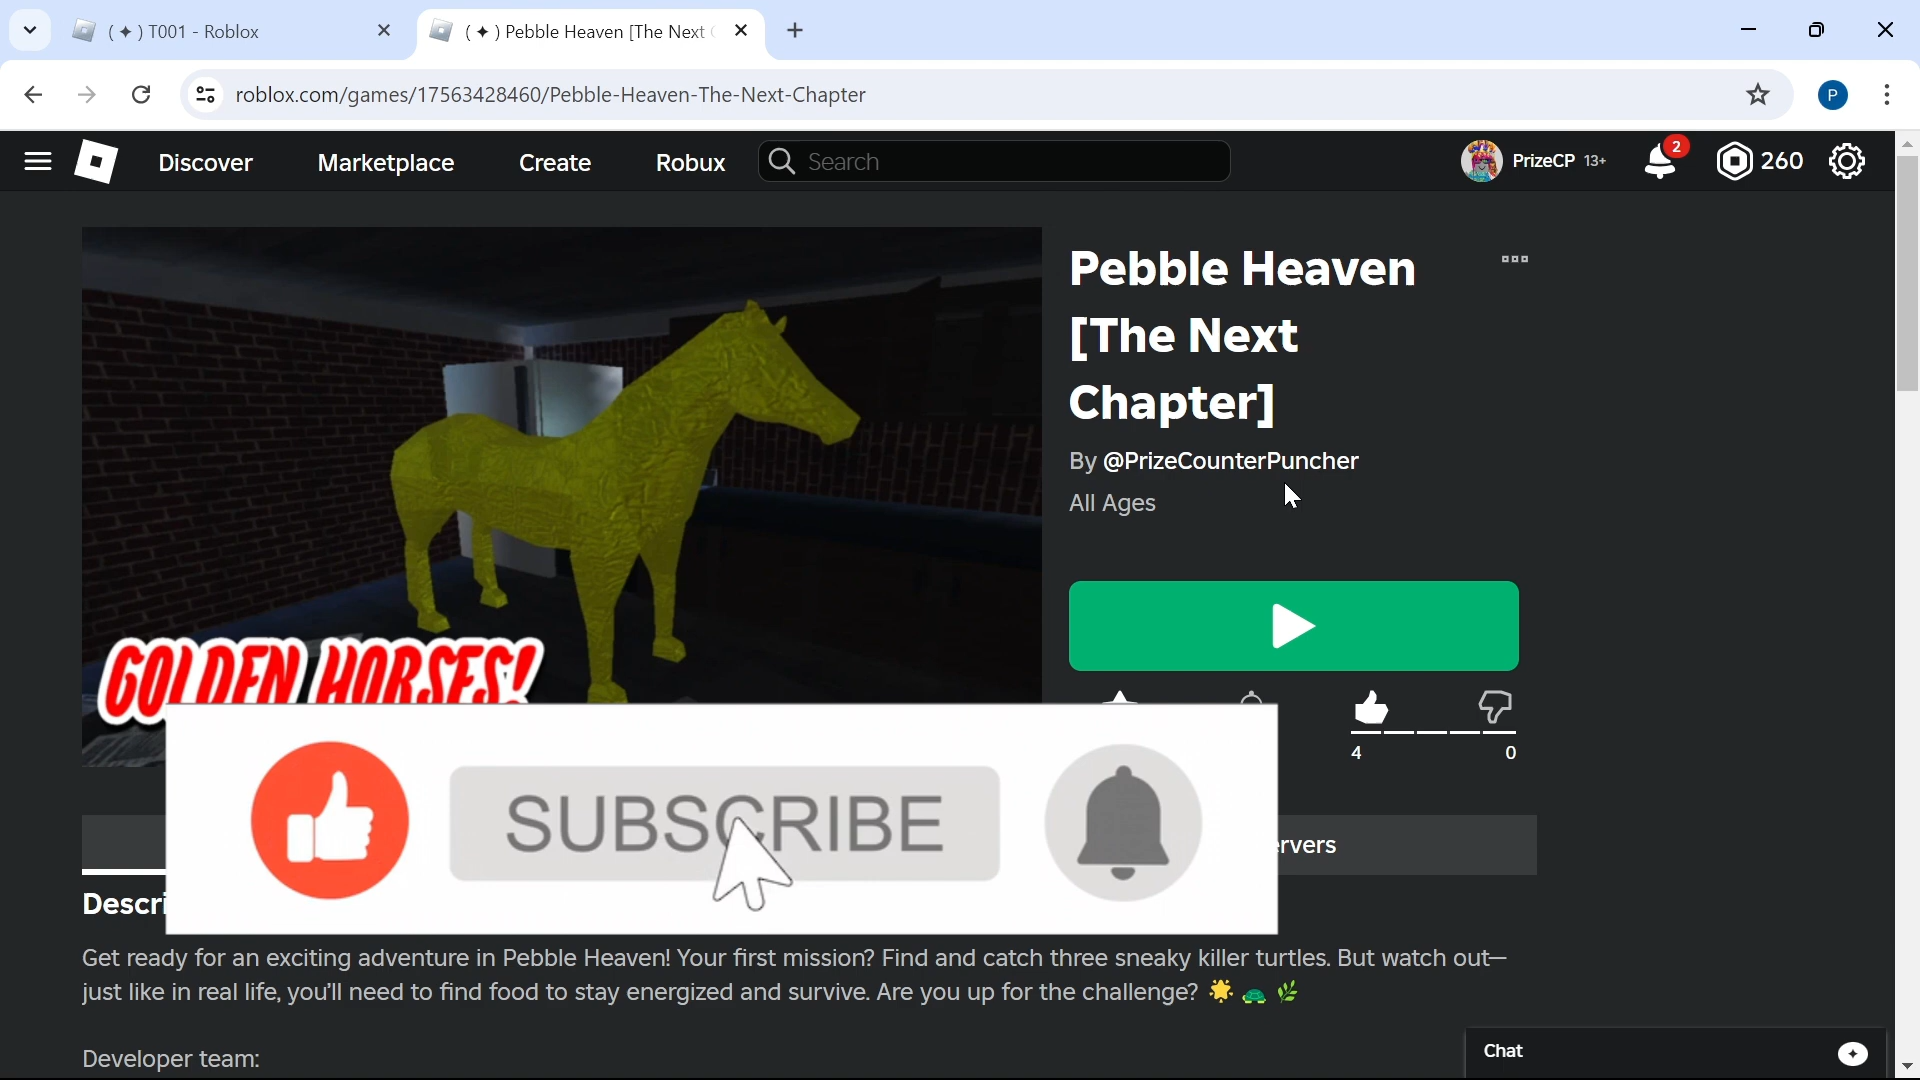 ( ✦ ) T001 - Roblox
( ✦ ) Pebble Heaven [The Next
roblox.com/games/17563428460/Pebble-Heaven-The-Next-Chapter
P
Discover
Marketplace
Create
Robux
Search
PrizeCP 13+
2
260
Pebble Heaven
[The Next
Chapter]
By @PrizeCounterPuncher
All Ages
GOLDEN HORSES!
4
0
SUBSCRIBE
ervers
Descri
Get ready for an exciting adventure in Pebble Heaven! Your first mission? Find and catch three sneaky killer turtles. But watch out—
just like in real life, you'll need to find food to stay energized and survive. Are you up for the challenge? 🌟 🐢 🌿
Developer team:
Chat